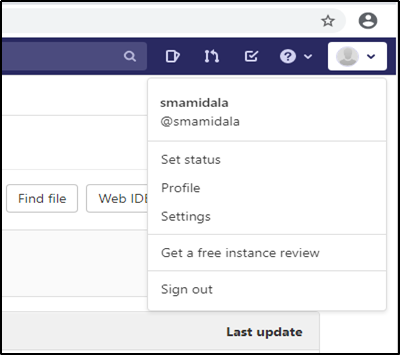 smamidala
@smamidala
Set status
Profile
Settings
Find file
Web IDE
Get a free instance review
Sign out
Last update